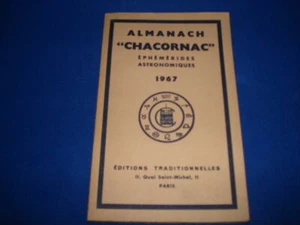 ALMANACH
"CHACORNAC"
ÉPHÉMÉRIDES
ASTRONOMIQUES
1967
ÉDITIONS TRADITIONNELLES
11, Quai Saint-Michel, 11
PARIS